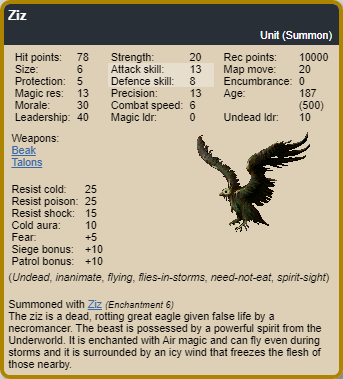 Ziz
Unit (Summon)
Hit points: 78 Strength: 20 Rec points: 10000
Size: 6 Attack skill: 13 Map move: 20
Protection: 5 Defence skill: 8 Encumbrance: 0
Magic res: 13 Precision: 13 Age: 187
Morale: 30 Combat speed: 6 (500)
Leadership: 40 Magic ldr: 0 Undead ldr: 10
Weapons:
Beak
Talons
Resist cold: 25
Resist poison: 25
Resist shock: 15
Cold aura: 10
Fear: +5
Siege bonus: +10
Patrol bonus: +10
(Undead, inanimate, flying, flies-in-storms, need-not-eat, spirit-sight)
Summoned with Ziz (Enchantment 6)
The ziz is a dead, rotting great eagle given false life by a
necromancer. The beast is possessed by a powerful spirit from the
Underworld. It is enchanted with Air magic and can fly even during
storms and it is surrounded by an icy wind that freezes the flesh of
those nearby.